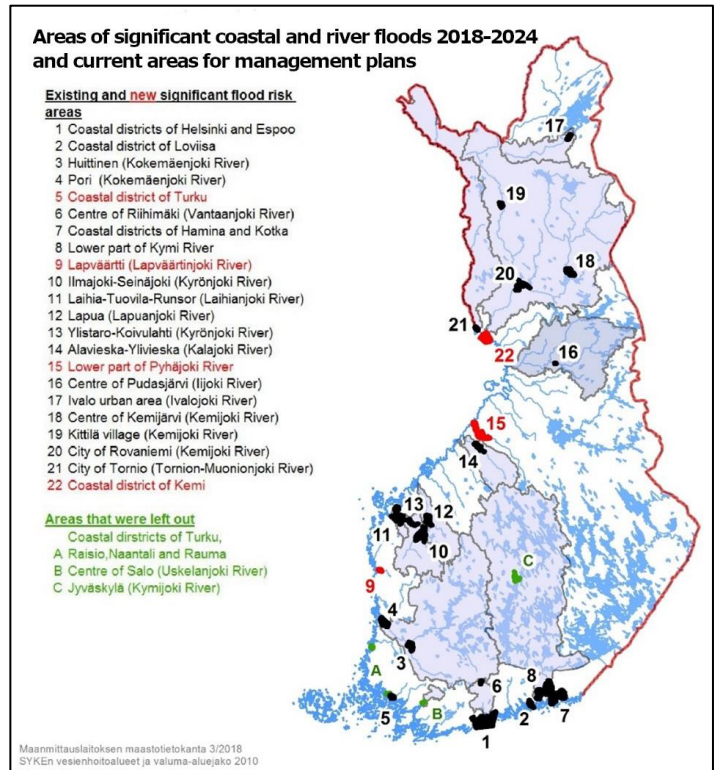 Areas of significant coastal and river floods 2018-2024
and current areas for management plans
Existing and new significant flood risk
areas
1 Coastal districts of Helsinki and Espoo
2 Coastal district of Loviisa
3 Huittinen (Kokemäenjoki River)
4 Pori (Kokemäenjoki River)
5 Coastal district of Turku
6 Centre of Riihimäki (Vantaanjoki River)
7 Coastal districts of Hamina and Kotka
8 Lower part of Kymi River
9 Lapväärtti (Lapväärtinjoki River)
10 Ilmajoki-Seinäjoki (Kyrönjoki River)
11 Laihia-Tuovila-Runsor (Laihianjoki River)
12 Lapua (Lapuanjoki River)
13 Ylistaro-Koivulahti (Kyrönjoki River)
14 Alavieska-Ylivieska (Kalajoki River)
15 Lower part of Pyhäjoki River
16 Centre of Pudasjärvi (Iijoki River)
17 Ivalo urban area (Ivalojoki River)
18 Centre of Kemijärvi (Kemijoki River)
19 Kittilä village (Kemijoki River)
20 City of Rovaniemi (Kemijoki River)
21 City of Tornio (Tornion-Muonionjoki River)
22 Coastal district of Kemi
Areas that were left out
Coastal dirstricts of Turku,
A Raisio,Naantali and Rauma
B Centre of Salo (Uskelanjoki River)
C Jyväskylä (Kymijoki River)
17
19
18
20
21
22
16
15
14
13
12
11
10
C
9
4
3
A
6
8
5
B
2
7
1
Maanmittauslaitoksen maastotietokanta 3/2018
SYKEn vesienhoitoalueet ja valuma-aluejako 2010